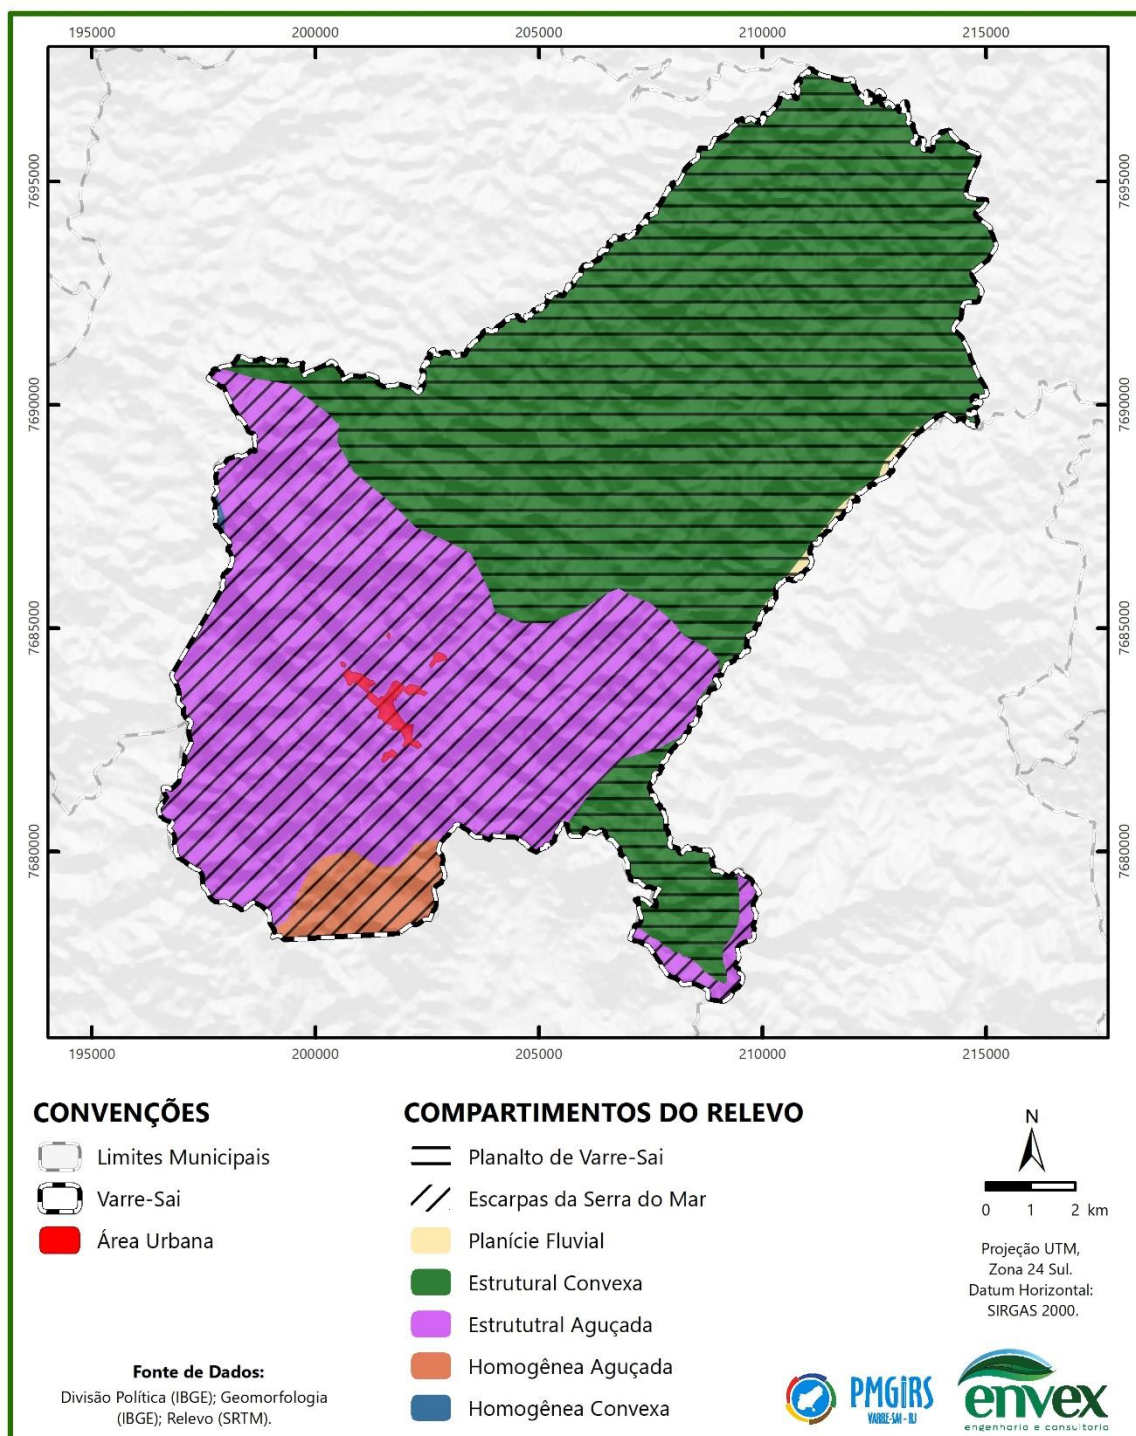 195000 200000 205000 210000 215000
7695000 7695000
7690000 7690000
7685000 7685000
7680000 7680000
195000 200000 205000 210000 215000
CONVENÇÕES
Limites Municipais
Varre-Sai
Área Urbana
COMPARTIMENTOS DO RELEVO
Planalto de Varre-Sai
Escarpas da Serra do Mar
Planície Fluvial
Estrutural Convexa
Estrututral Aguçada
Homogênea Aguçada
Homogênea Convexa
N
0 1 2 km
Projeção UTM,
Zona 24 Sul.
Datum Horizontal:
SIRGAS 2000.
Fonte de Dados:
Divisão Política (IBGE); Geomorfologia
(IBGE); Relevo (SRTM).
PMGiRS
VARRE-SAI - RJ
envex
engenharia e consultoria